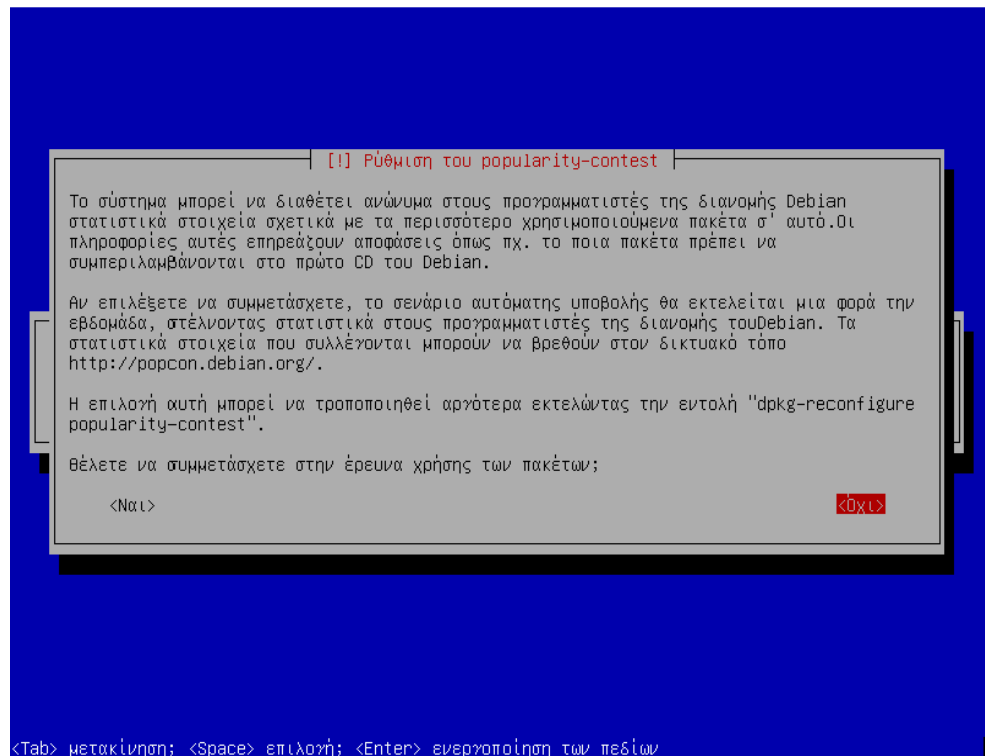 [!] Ρύθμιση του popularity-contest
Το σύστημα μπορεί να διαθέτει ανώνυμα στους προγραμματιστές της διανομής Debian
στατιστικά στοιχεία σχετικά με τα περισσότερο χρησιμοποιούμενα πακέτα σ' αυτό.Οι
πληροφορίες αυτές επηρεάζουν αποφάσεις όπως πχ. το ποια πακέτα πρέπει να
συμπεριλαμβάνονται στο πρώτο CD του Debian.
Αν επιλέξετε να συμμετάσχετε, το σενάριο αυτόματης υποβολής θα εκτελείται μια φορά την
εβδομάδα, στέλνοντας στατιστικά στους προγραμματιστές της διανομής τουDebian. Τα
στατιστικά στοιχεία που συλλέγονται μπορούν να βρεθούν στον δικτυακό τόπο
http://popcon.debian.org/.
Η επιλογή αυτή μπορεί να τροποποιηθεί αργότερα εκτελώντας την εντολή "dpkg-reconfigure
popularity-contest".
Θέλετε να συμμετάσχετε στην έρευνα χρήσης των πακέτων;
<Ναι> <Όχι>
<Tab> μετακίνηση; <Space> επιλογή; <Enter> ενεργοποίηση των πεδίων